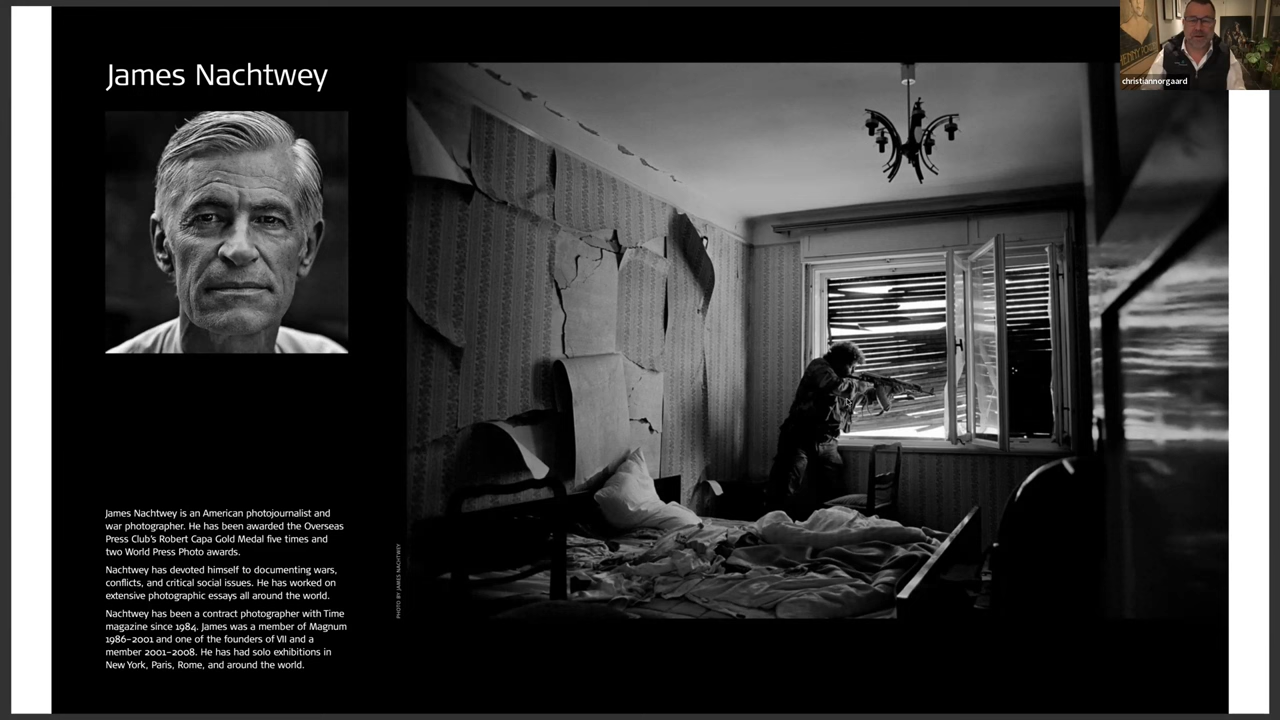 James Nachtwey
christiannorgaard
James Nachtwey is an American photojournalist and
war photographer. He has been awarded the Overseas
Press Club's Robert Capa Gold Medal five times and
two World Press Photo awards.
Nachtwey has devoted himself to documenting wars,
conflicts, and critical social issues. He has worked on
extensive photographic essays all around the world.
Nachtwey has been a contract photographer with Time
magazine since 1984. James was a member of Magnum
1986–2001 and one of the founders of VII and a
member 2001–2008. He has had solo exhibitions in
New York, Paris, Rome, and around the world.
PHOTO BY JAMES NACHTWEY